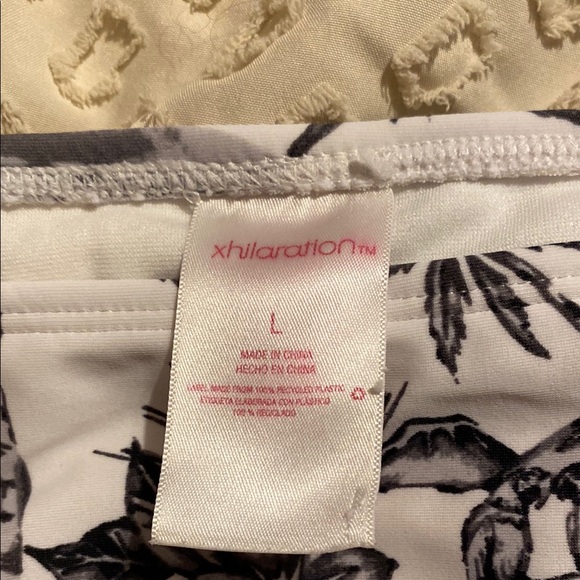 xhilaration™
L
MADE IN CHINA
HECHO EN CHINA
LABEL MADE FROM 100% RECYCLED PLASTIC
ETIQUETA ELABORADA CON PLÁSTICO
100 % RECICLADO